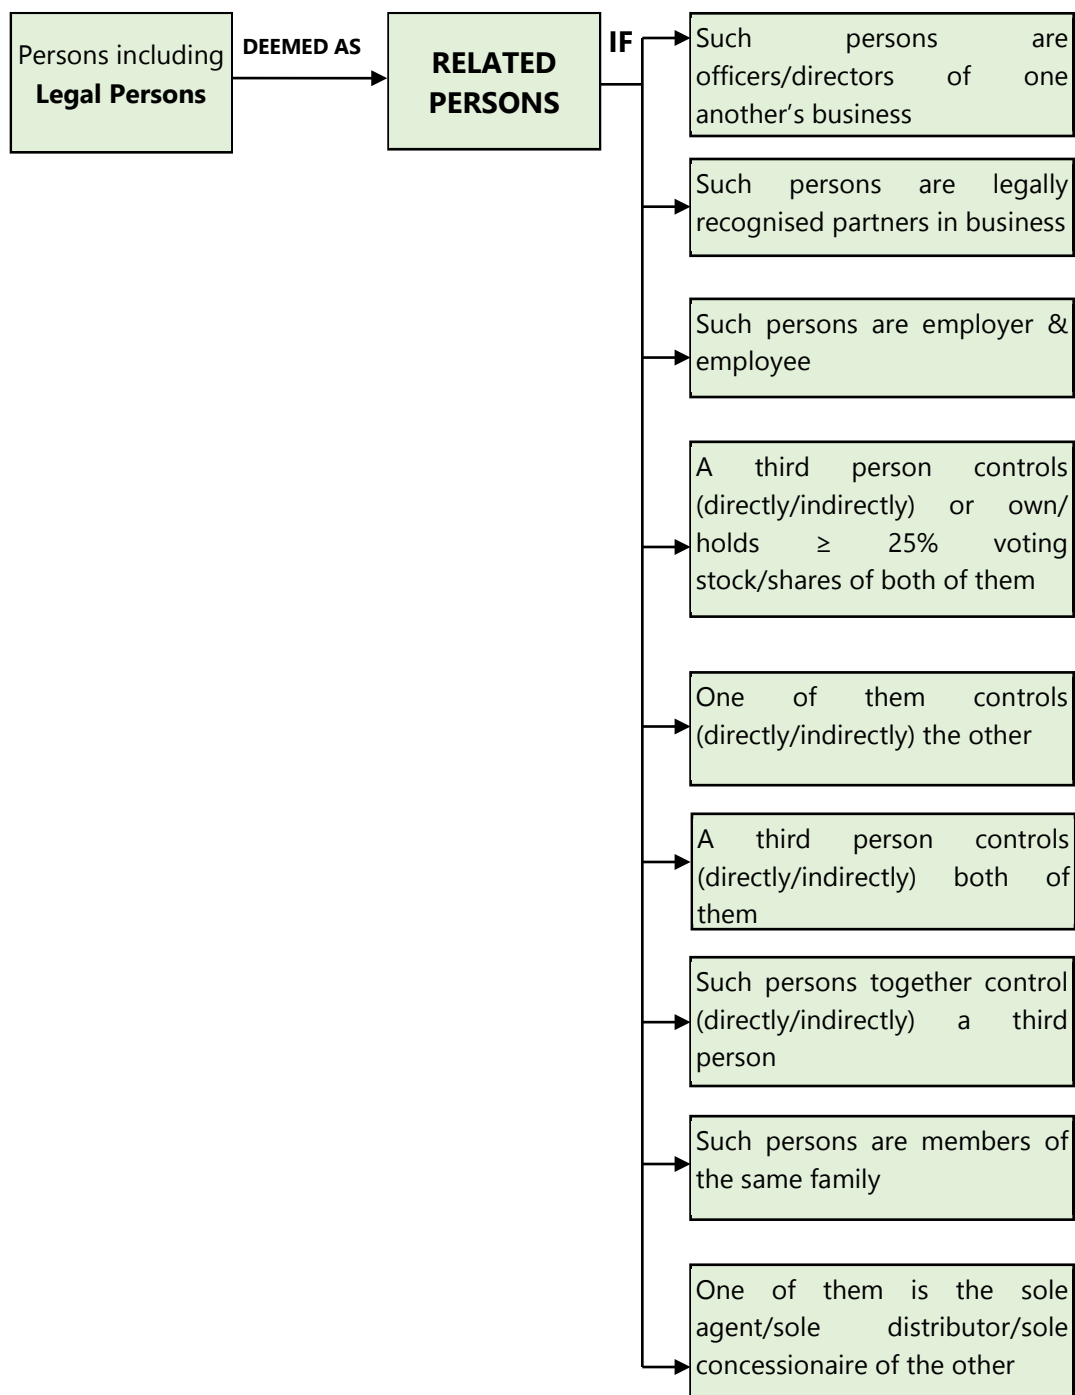 Persons including
Legal Persons
DEEMED AS
RELATED
PERSONS
IF
Such persons are
officers/directors of one
another’s business
Such persons are legally
recognised partners in business
Such persons are employer &
employee
A third person controls
(directly/indirectly) or own/
holds ≥ 25% voting
stock/shares of both of them
One of them controls
(directly/indirectly) the other
A third person controls
(directly/indirectly) both of
them
Such persons together control
(directly/indirectly) a third
person
Such persons are members of
the same family
One of them is the sole
agent/sole distributor/sole
concessionaire of the other